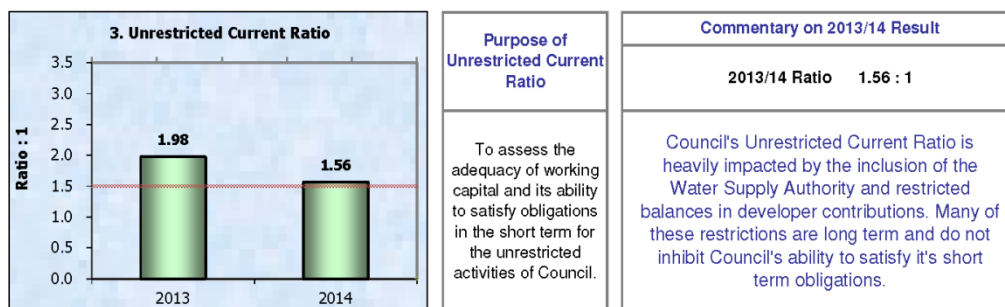 3. Unrestricted Current Ratio
3.5
3.0
2.5
2.0
1.5
1.0
0.5
0.0
Ratio : 1
1.98
1.56
2013
2014
Purpose of
Unrestricted Current
Ratio
To assess the
adequacy of working
capital and its ability
to satisfy obligations
in the short term for
the unrestricted
activities of Council.
Commentary on 2013/14 Result
2013/14 Ratio 1.56 : 1
Council's Unrestricted Current Ratio is
heavily impacted by the inclusion of the
Water Supply Authority and restricted
balances in developer contributions. Many of
these restrictions are long term and do not
inhibit Council's ability to satisfy it's short
term obligations.